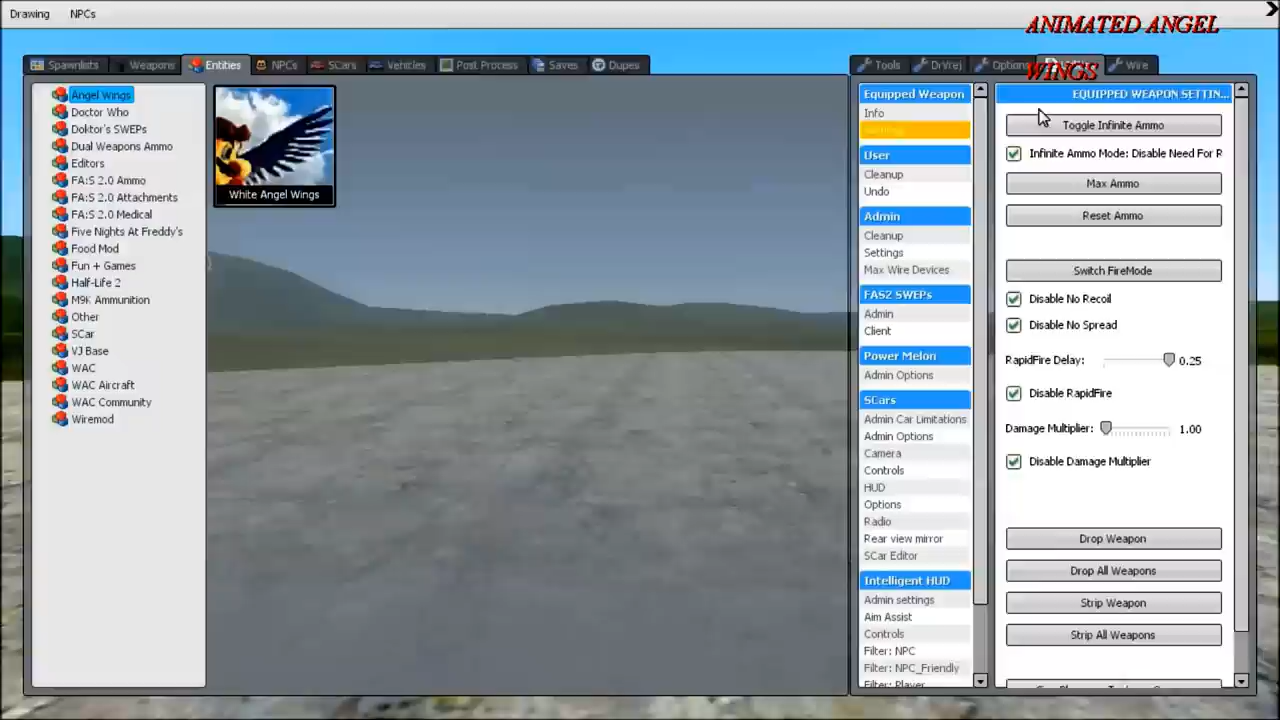 Drawing NPCs
ANIMATED ANGEL
WINGS
Spawnlists Weapons Entities NPCs SCars Vehicles Post Process Saves Dupes
Tools DrVrej Options Wire
Angel Wings
Doctor Who
Doktor's SWEPs
Dual Weapons Ammo
Editors
FA:S 2.0 Ammo
FA:S 2.0 Attachments
FA:S 2.0 Medical
Five Nights At Freddy's
Food Mod
Fun + Games
Half-Life 2
M9K Ammunition
Other
SCar
VJ Base
WAC
WAC Aircraft
WAC Community
Wiremod
White Angel Wings
Equipped Weapon
Info
User
Cleanup
Undo
Admin
Cleanup
Settings
Max Wire Devices
FAS2 SWEPs
Admin
Client
Power Melon
Admin Options
SCars
Admin Car Limitations
Admin Options
Camera
Controls
HUD
Options
Radio
Rear view mirror
SCar Editor
Intelligent HUD
Admin settings
Aim Assist
Controls
Filter: NPC
Filter: NPC_Friendly
Filter: Player
EQUIPPED WEAPON SETTIN...
Toggle Infinite Ammo
Infinite Ammo Mode: Disable Need For R
Max Ammo
Reset Ammo
Switch FireMode
Disable No Recoil
Disable No Spread
RapidFire Delay: 0.25
Disable RapidFire
Damage Multiplier: 1.00
Disable Damage Multiplier
Drop Weapon
Drop All Weapons
Strip Weapon
Strip All Weapons